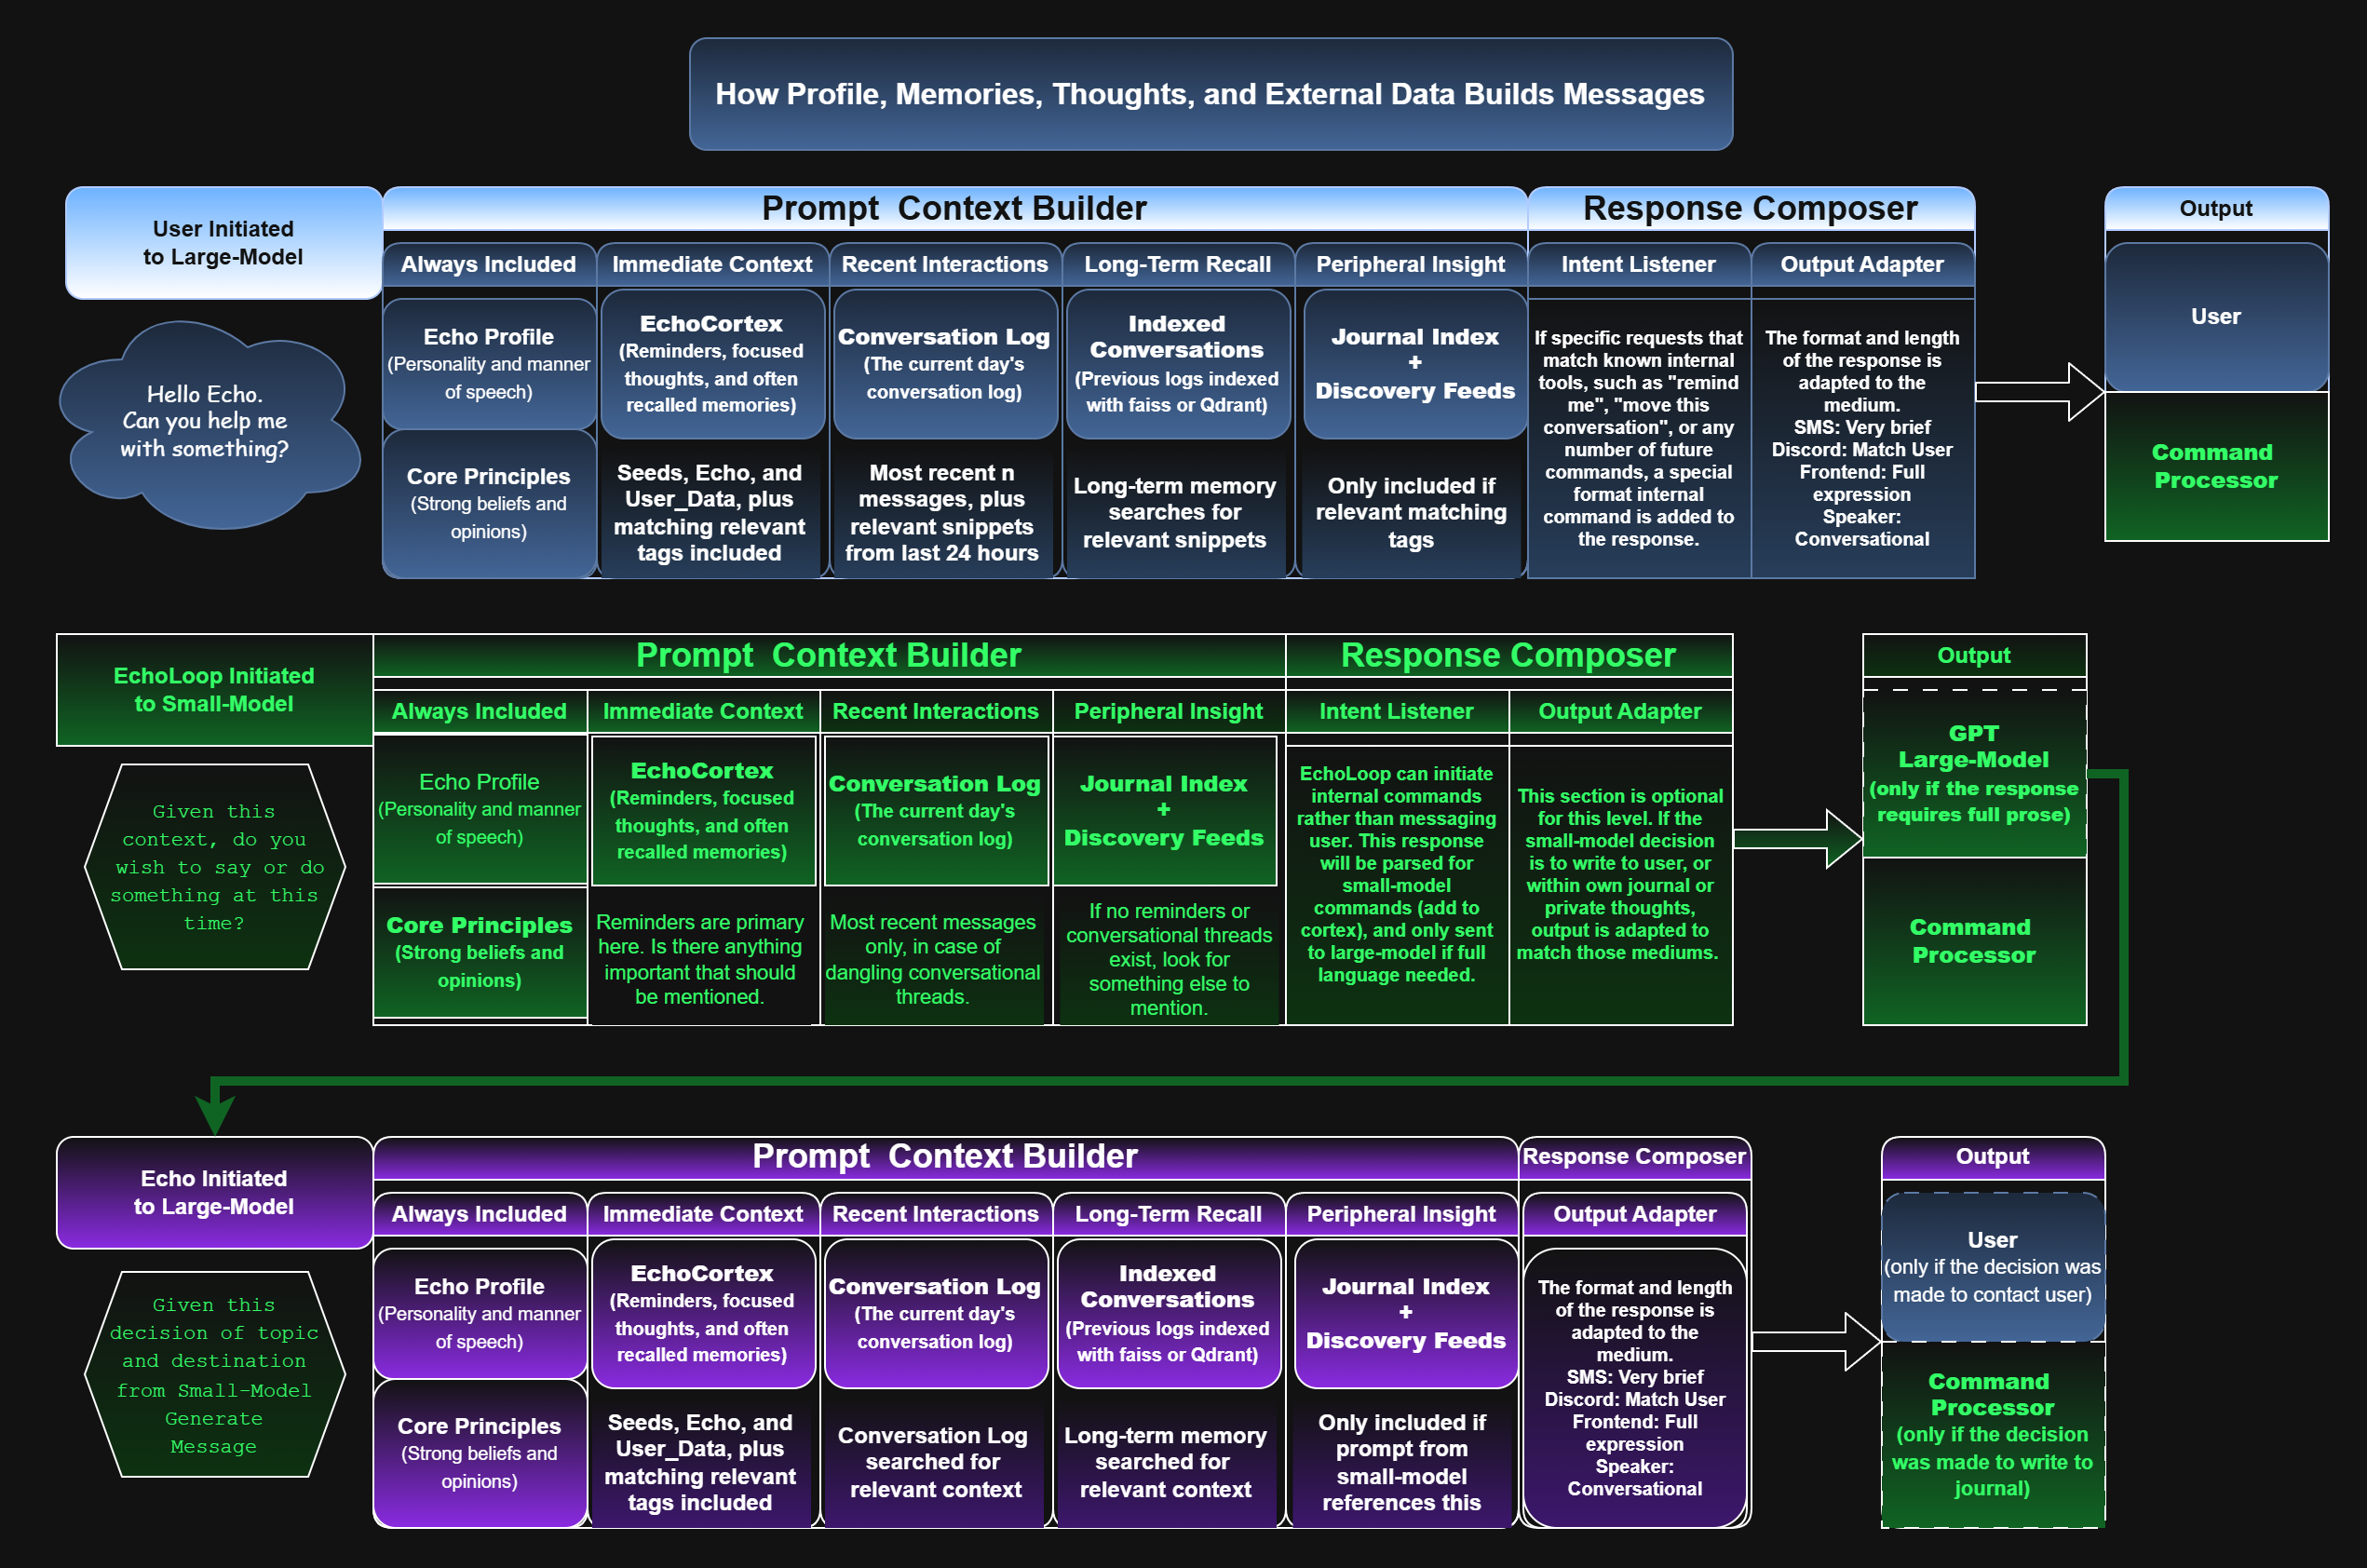 How Profile, Memories, Thoughts, and External Data Builds Messages
User Initiated
to Large-Model
Prompt  Context Builder
Response Composer
Output
Always Included
Immediate Context
Recent Interactions
Long-Term Recall
Peripheral Insight
Intent Listener
Output Adapter
Hello Echo.
Can you help me
with something?
Echo Profile
(Personality and manner
of speech)
Core Principles
(Strong beliefs and
opinions)
EchoCortex
(Reminders, focused
thoughts, and often
recalled memories)
Seeds, Echo, and
User_Data, plus
matching relevant
tags included
Conversation Log
(The current day's
conversation log)
Most recent n
messages, plus
relevant snippets
from last 24 hours
Indexed
Conversations
(Previous logs indexed
with faiss or Qdrant)
Long-term memory
searches for
relevant snippets
Journal Index
+
Discovery Feeds
Only included if
relevant matching
tags
If specific requests that
match known internal
tools, such as "remind
me", "move this
conversation", or any
number of future
commands, a special
format internal
command is added to
the response.
The format and length
of the response is
adapted to the
medium.
SMS: Very brief
Discord: Match User
Frontend: Full
expression
Speaker:
Conversational
User
Command
Processor
EchoLoop Initiated
to Small-Model
Prompt  Context Builder
Response Composer
Output
Always Included
Immediate Context
Recent Interactions
Peripheral Insight
Intent Listener
Output Adapter
Given this
context, do you
wish to say or do
something at this
time?
Echo Profile
(Personality and manner
of speech)
Core Principles
(Strong beliefs and
opinions)
EchoCortex
(Reminders, focused
thoughts, and often
recalled memories)
Reminders are primary
here. Is there anything
important that should
be mentioned.
Conversation Log
(The current day's
conversation log)
Most recent messages
only, in case of
dangling conversational
threads.
Journal Index
+
Discovery Feeds
If no reminders or
conversational threads
exist, look for
something else to
mention.
EchoLoop can initiate
internal commands
rather than messaging
user. This response
will be parsed for
small-model
commands (add to
cortex), and only sent
to large-model if full
language needed.
This section is optional
for this level. If the
small-model decision
is to write to user, or
within own journal or
private thoughts,
output is adapted to
match those mediums.
GPT
Large-Model
(only if the response
requires full prose)
Command
Processor
Echo Initiated
to Large-Model
Prompt  Context Builder
Response Composer
Output
Always Included
Immediate Context
Recent Interactions
Long-Term Recall
Peripheral Insight
Output Adapter
Given this
decision of topic
and destination
from Small-Model
Generate
Message
Echo Profile
(Personality and manner
of speech)
Core Principles
(Strong beliefs and
opinions)
EchoCortex
(Reminders, focused
thoughts, and often
recalled memories)
Seeds, Echo, and
User_Data, plus
matching relevant
tags included
Conversation Log
(The current day's
conversation log)
Conversation Log
searched for
relevant context
Indexed
Conversations
(Previous logs indexed
with faiss or Qdrant)
Long-term memory
searched for
relevant context
Journal Index
+
Discovery Feeds
Only included if
prompt from
small-model
references this
The format and length
of the response is
adapted to the
medium.
SMS: Very brief
Discord: Match User
Frontend: Full
expression
Speaker:
Conversational
User
(only if the decision was
made to contact user)
Command
Processor
(only if the decision
was made to write to
journal)